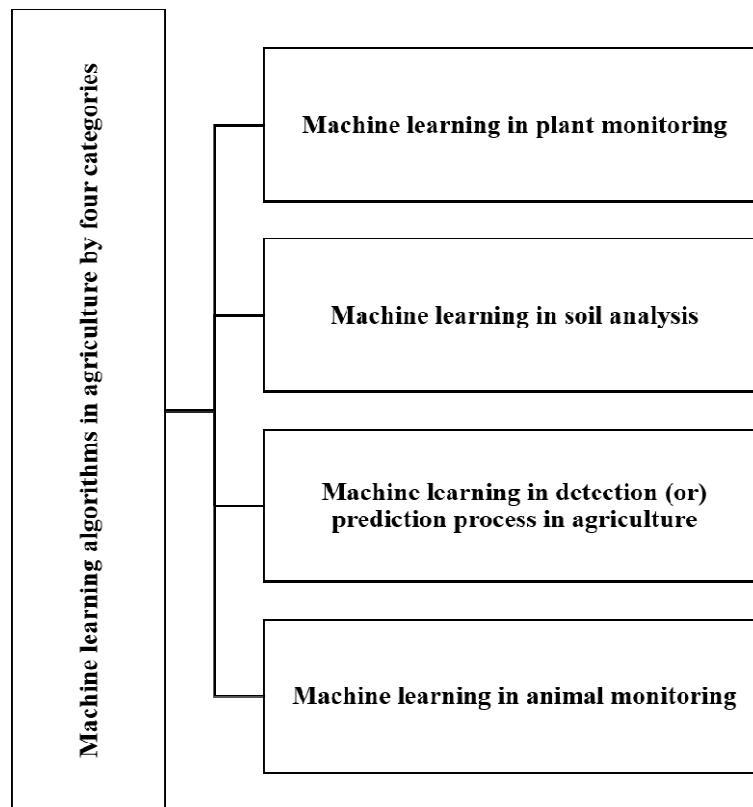 Machine learning algorithms in agriculture by four categories
Machine learning in plant monitoring
Machine learning in soil analysis
Machine learning in detection (or)
prediction process in agriculture
Machine learning in animal monitoring